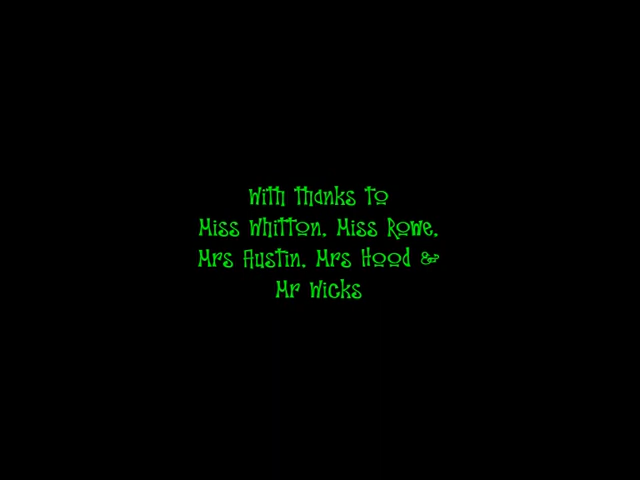 With thanks to
Miss Whitton, Miss Rowe,
Mrs Austin, Mrs Hood &
Mr Wicks